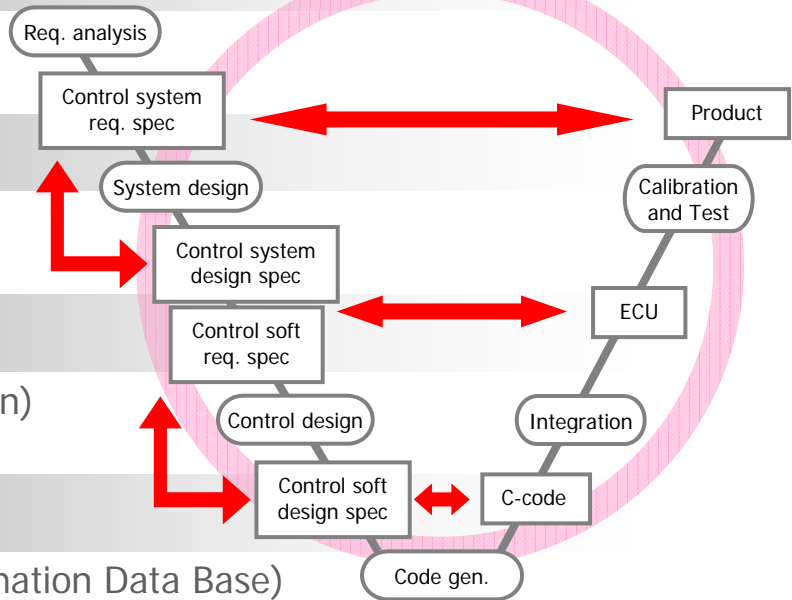 Req. analysis
Control system
req. spec
Product
System design
Calibration
and Test
Control system
design spec
ECU
Control soft
req. spec
Control design
Integration
Control soft
design spec
C-code
Data Base)
Code gen.